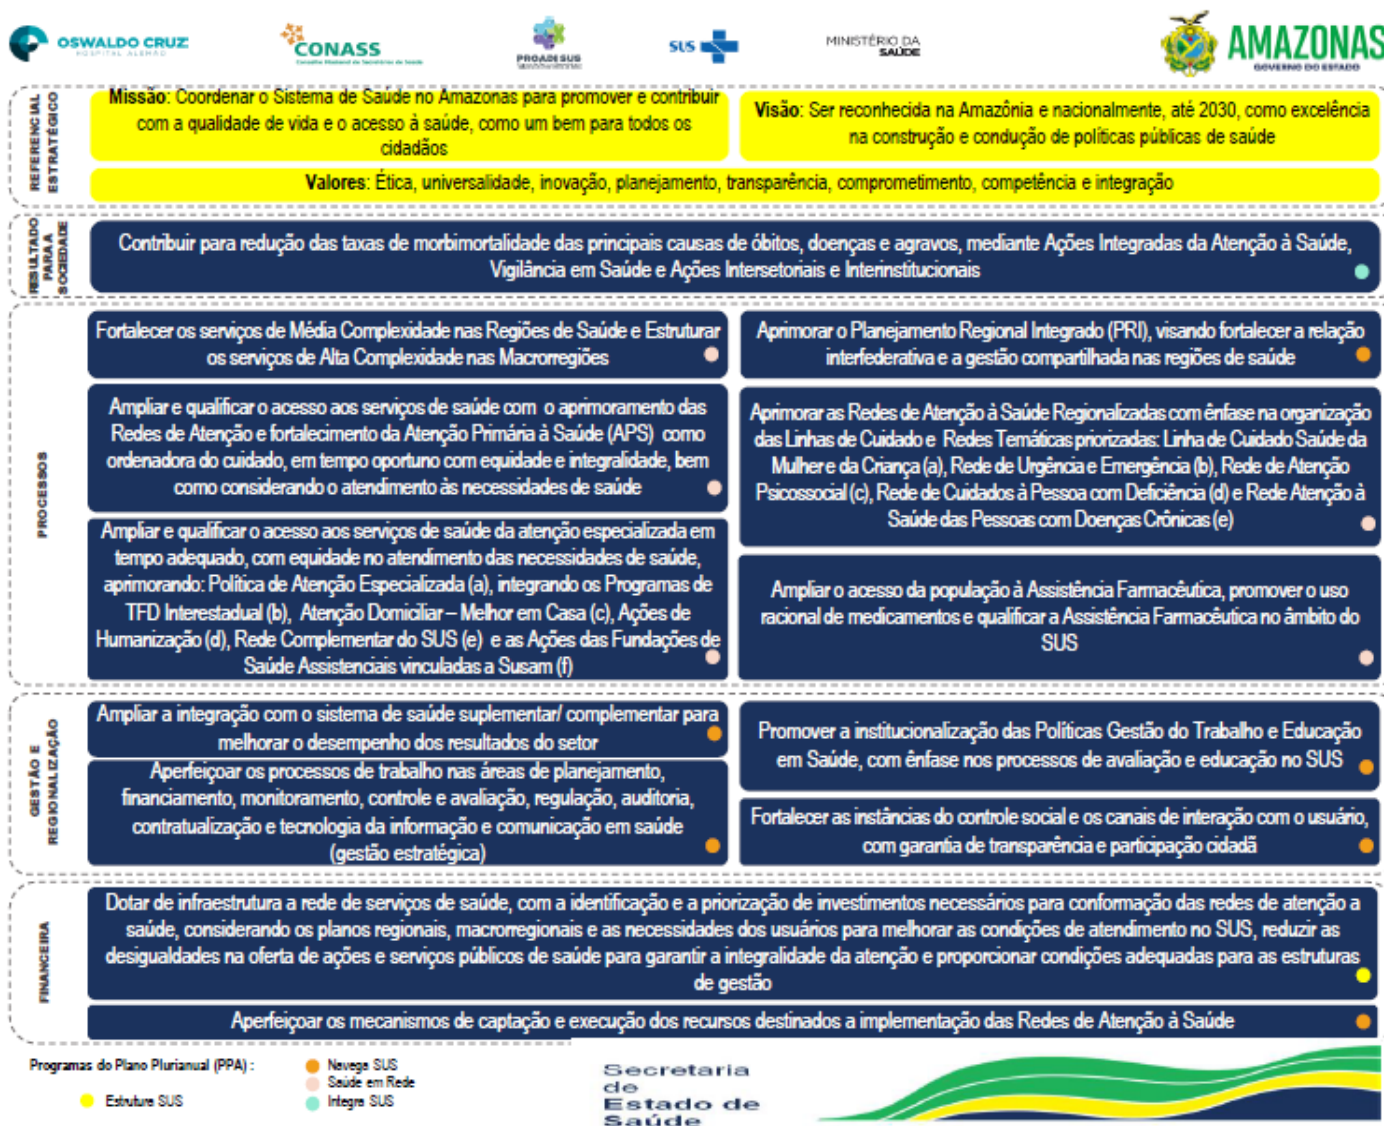 OSWALDO CRUZ
HOSPITAL ALEMÃO
CONASS
Conselho Nacional de Secretários de Saúde
PROADI SUS
SUS
MINISTÉRIO DA
SAÚDE
AMAZONAS
GOVERNO DO ESTADO
REFERENCIAL
ESTRATÉGICO
Missão: Coordenar o Sistema de Saúde no Amazonas para promover e contribuir
com a qualidade de vida e o acesso à saúde, como um bem para todos os
cidadãos
Visão: Ser reconhecida na Amazônia e nacionalmente, até 2030, como excelência
na construção e condução de políticas públicas de saúde
Valores: Ética, universalidade, inovação, planejamento, transparência, comprometimento, competência e integração
RESULTADO
PARA A
SOCIEDADE
Contribuir para redução das taxas de morbimortalidade das principais causas de óbitos, doenças e agravos, mediante Ações Integradas da Atenção à Saúde,
Vigilância em Saúde e Ações Intersetoriais e Interinstitucionais
PROCESSOS
Fortalecer os serviços de Média Complexidade nas Regiões de Saúde e Estruturar
os serviços de Alta Complexidade nas Macrorregiões
Aprimorar o Planejamento Regional Integrado (PRI), visando fortalecer a relação
interfederativa e a gestão compartilhada nas regiões de saúde
Ampliar e qualificar o acesso aos serviços de saúde com o aprimoramento das
Redes de Atenção e fortalecimento da Atenção Primária à Saúde (APS) como
ordenadora do cuidado, em tempo oportuno com equidade e integralidade, bem
como considerando o atendimento às necessidades de saúde
Aprimorar as Redes de Atenção à Saúde Regionalizadas com ênfase na organização
das Linhas de Cuidado e Redes Temáticas priorizadas: Linha de Cuidado Saúde da
Mulher e da Criança (a), Rede de Urgência e Emergência (b), Rede de Atenção
Psicossocial (c), Rede de Cuidados à Pessoa com Deficiência (d) e Rede Atenção à
Saúde das Pessoas com Doenças Crônicas (e)
Ampliar e qualificar o acesso aos serviços de saúde da atenção especializada em
tempo adequado, com equidade no atendimento das necessidades de saúde,
aprimorando: Política de Atenção Especializada (a), integrando os Programas de
TFD Interestadual (b), Atenção Domiciliar – Melhor em Casa (c), Ações de
Humanização (d), Rede Complementar do SUS (e) e as Ações das Fundações de
Saúde Assistenciais vinculadas a Susam (f)
Ampliar o acesso da população à Assistência Farmacêutica, promover o uso
racional de medicamentos e qualificar a Assistência Farmacêutica no âmbito do
SUS
GESTÃO E
REGIONALIZAÇÃO
Ampliar a integração com o sistema de saúde suplementar/ complementar para
melhorar o desempenho dos resultados do setor
Promover a institucionalização das Políticas Gestão do Trabalho e Educação
em Saúde, com ênfase nos processos de avaliação e educação no SUS
Aperfeiçoar os processos de trabalho nas áreas de planejamento,
financiamento, monitoramento, controle e avaliação, regulação, auditoria,
contratualização e tecnologia da informação e comunicação em saúde
(gestão estratégica)
Fortalecer as instâncias do controle social e os canais de interação com o usuário,
com garantia de transparência e participação cidadã
FINANCEIRA
Dotar de infraestrutura a rede de serviços de saúde, com a identificação e a priorização de investimentos necessários para conformação das redes de atenção a
saúde, considerando os planos regionais, macrorregionais e as necessidades dos usuários para melhorar as condições de atendimento no SUS, reduzir as
desigualdades na oferta de ações e serviços públicos de saúde para garantir a integralidade da atenção e proporcionar condições adequadas para as estruturas
de gestão
Aperfeiçoar os mecanismos de captação e execução dos recursos destinados a implementação das Redes de Atenção à Saúde
Programas do Plano Plurianual (PPA) :
Estrutura SUS
Navega SUS
Saúde em Rede
Integra SUS
Secretaria
de
Estado de
Saúde